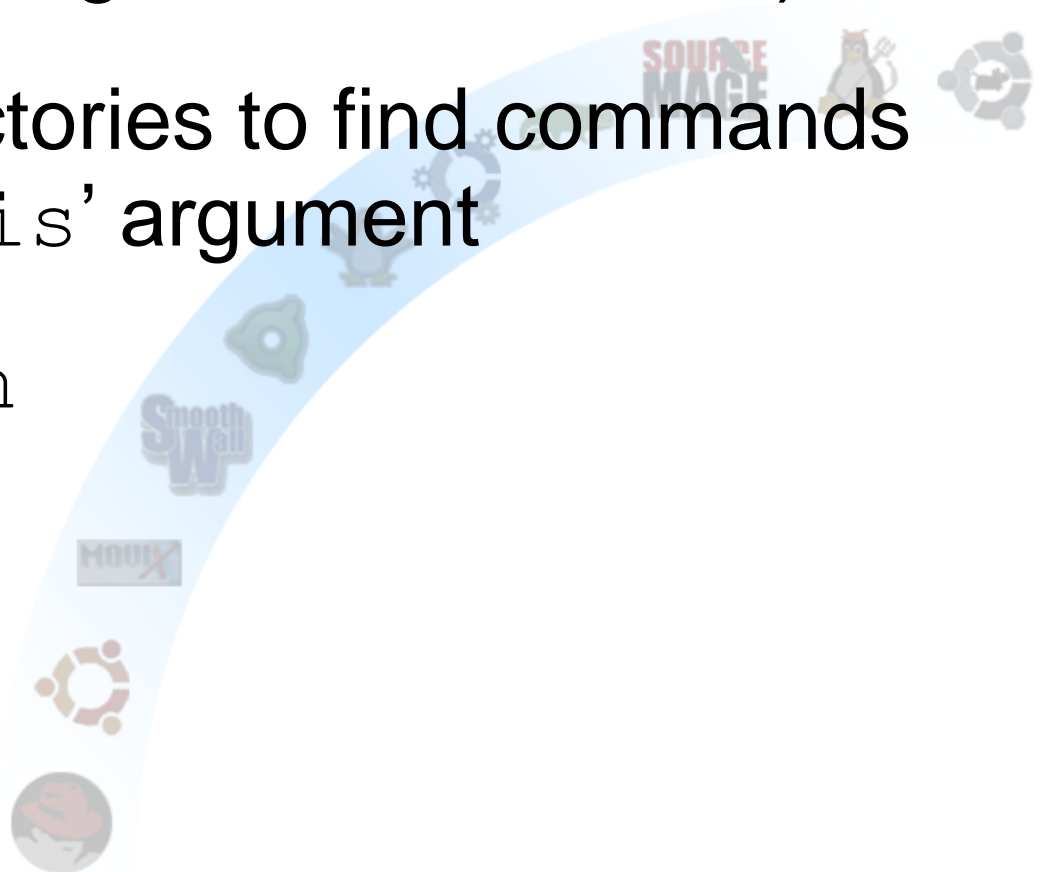 SOURCE
MAGE
ctories to find commands
is’ argument
n
Smooth
Wall
MOVIX